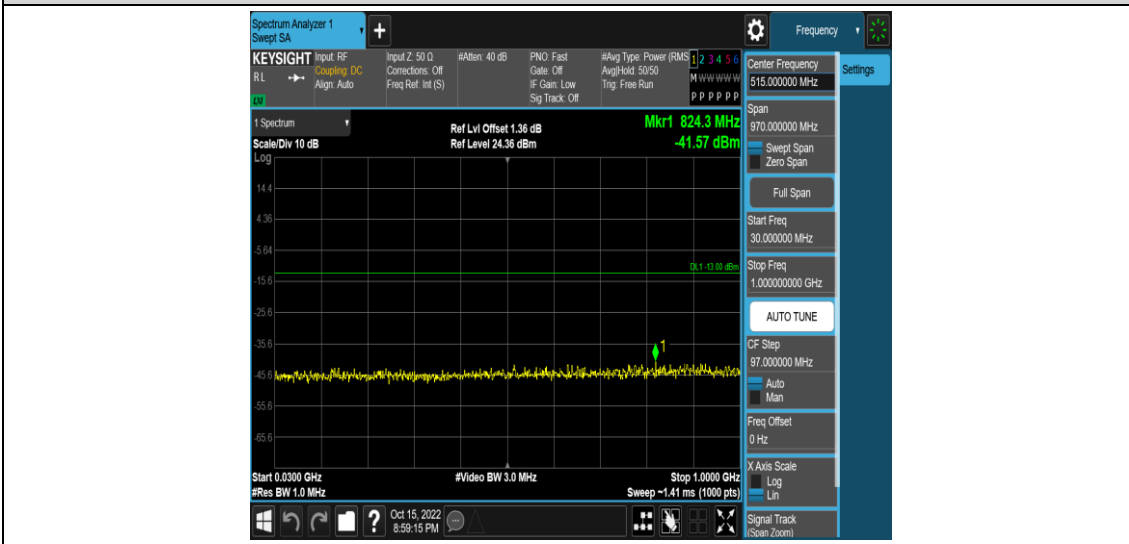 Spectrum Analyzer 1
Swept SA
+
Frequency
KEYSIGHT
RL
LXI
Input: RF
Coupling: DC
Align: Auto
Input Z: 50 Ω
Corrections: Off
Freq Ref: Int (S)
#Atten: 40 dB
PNO: Fast
Gate: Off
IF Gain: Low
Sig Track: Off
#Avg Type: Power (RMS
Avg|Hold: 50/50
Trig: Free Run
1 2 3 4 5 6
M W W W W W
P P P P P P
1 Spectrum
Scale/Div 10 dB
Ref Lvl Offset 1.36 dB
Ref Level 24.36 dBm
Mkr1 824.3 MHz
-41.57 dBm
Log
14.4
4.36
-5.64
DL1 -13.00 dBm
-15.6
-25.6
-35.6
1
-45.6
-55.6
-65.6
Start 0.0300 GHz
#Res BW 1.0 MHz
#Video BW 3.0 MHz
Stop 1.0000 GHz
Sweep ~1.41 ms (1000 pts)
?
Oct 15, 2022
8:59:15 PM
Center Frequency
515.000000 MHz
Settings
Span
970.000000 MHz
Swept Span
Zero Span
Full Span
Start Freq
30.000000 MHz
Stop Freq
1.000000000 GHz
AUTO TUNE
CF Step
97.000000 MHz
Auto
Man
Freq Offset
0 Hz
X Axis Scale
Log
Lin
Signal Track
(Span Zoom)